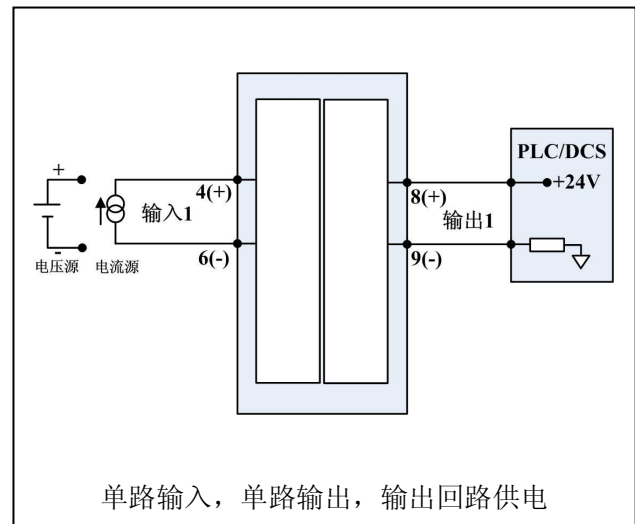 PLC/DCS
+24V
+
-
电压源
电流源
输入1
4(+)
6(-)
8(+)
输出1
9(-)
单路输入，单路输出，输出回路供电